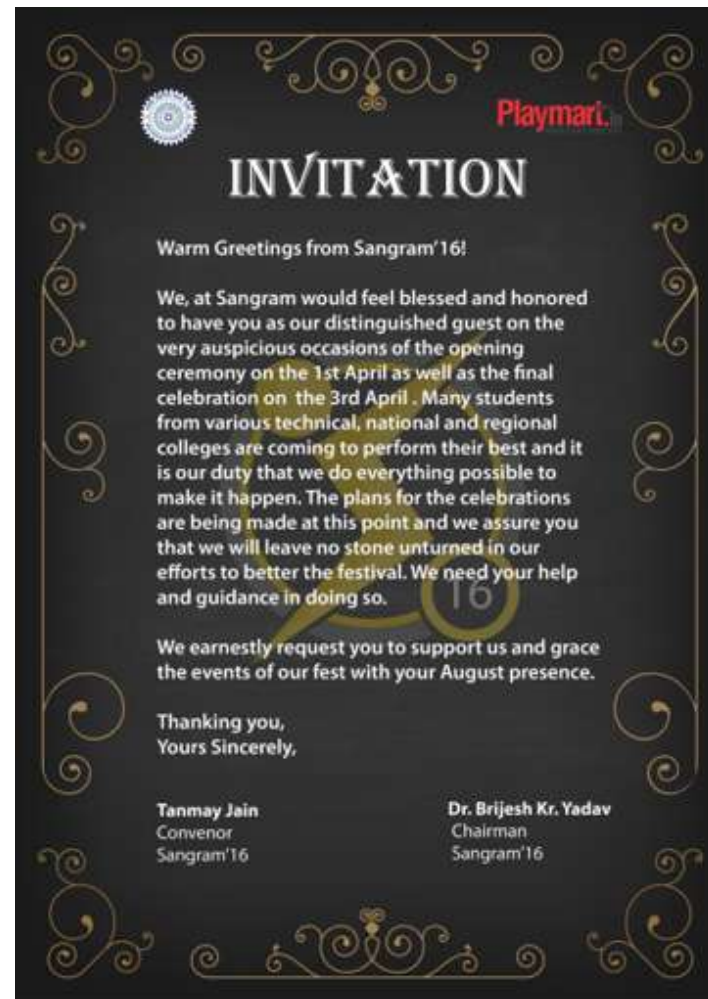 Playmart.
INVITATION
Warm Greetings from Sangram'16!
We, at Sangram would feel blessed and honored
to have you as our distinguished guest on the
very auspicious occasions of the opening
ceremony on the 1st April as well as the final
celebration on the 3rd April . Many students
from various technical, national and regional
colleges are coming to perform their best and it
is our duty that we do everything possible to
make it happen. The plans for the celebrations
are being made at this point and we assure you
that we will leave no stone unturned in our
efforts to better the festival. We need your help
and guidance in doing so.
16
We earnestly request you to support us and grace
the events of our fest with your August presence.
Thanking you,
Yours Sincerely,
Tanmay Jain
Convenor
Sangram'16
Dr. Brijesh Kr. Yadav
Chairman
Sangram'16